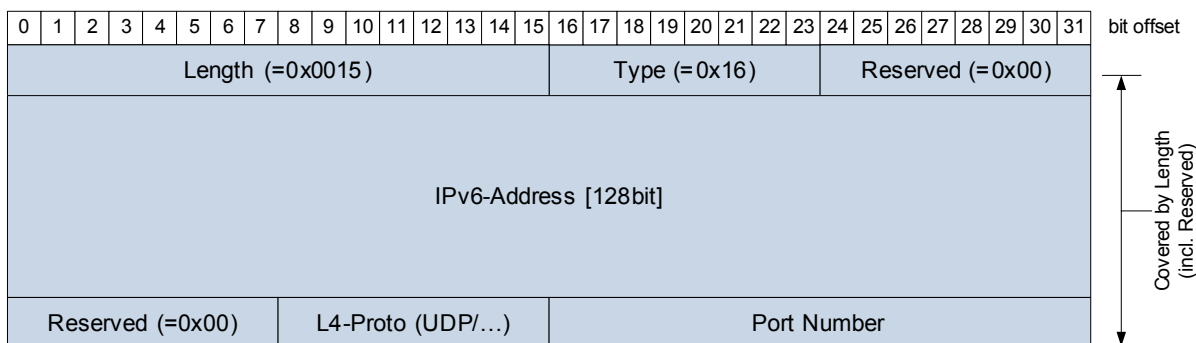 0 1 2 3 4 5 6 7 8 9 10 11 12 13 14 15 16 17 18 19 20 21 22 23 24 25 26 27 28 29 30 31 bit offset
Length (=0x0015) Type (=0x16) Reserved (=0x00)
IPv6-Address [128bit]
Reserved (=0x00) L4-Proto (UDP/…) Port Number
Covered by Length
(incl. Reserved)